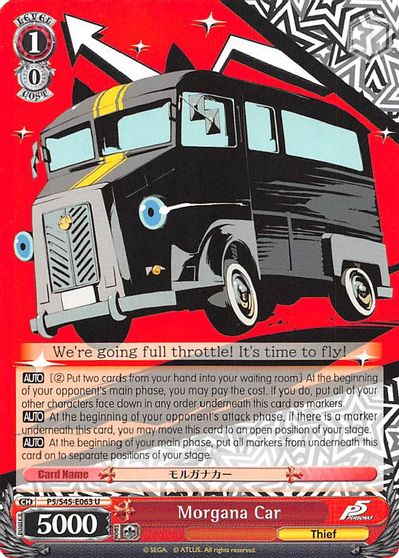 LEVEL
1
0
COST
We're going full throttle! It's time to fly!
AUTO [② Put two cards from your hand into your waiting room] At the beginning
of your opponent's main phase, you may pay the cost. If you do, put all of your
other characters face down in any order underneath this card as markers.
AUTO At the beginning of your opponent's attack phase, if there is a marker
underneath this card, you may move this card to an open position of your stage.
AUTO At the beginning of your main phase, put all markers from underneath this
card on to separate positions of your stage.
Card Name モルガナカー
CH P5/S45-E063 U
POWER 5000 SOUL Morgana Car P5 PERSONA5
Thief
© SEGA. © ATLUS. All rights reserved.